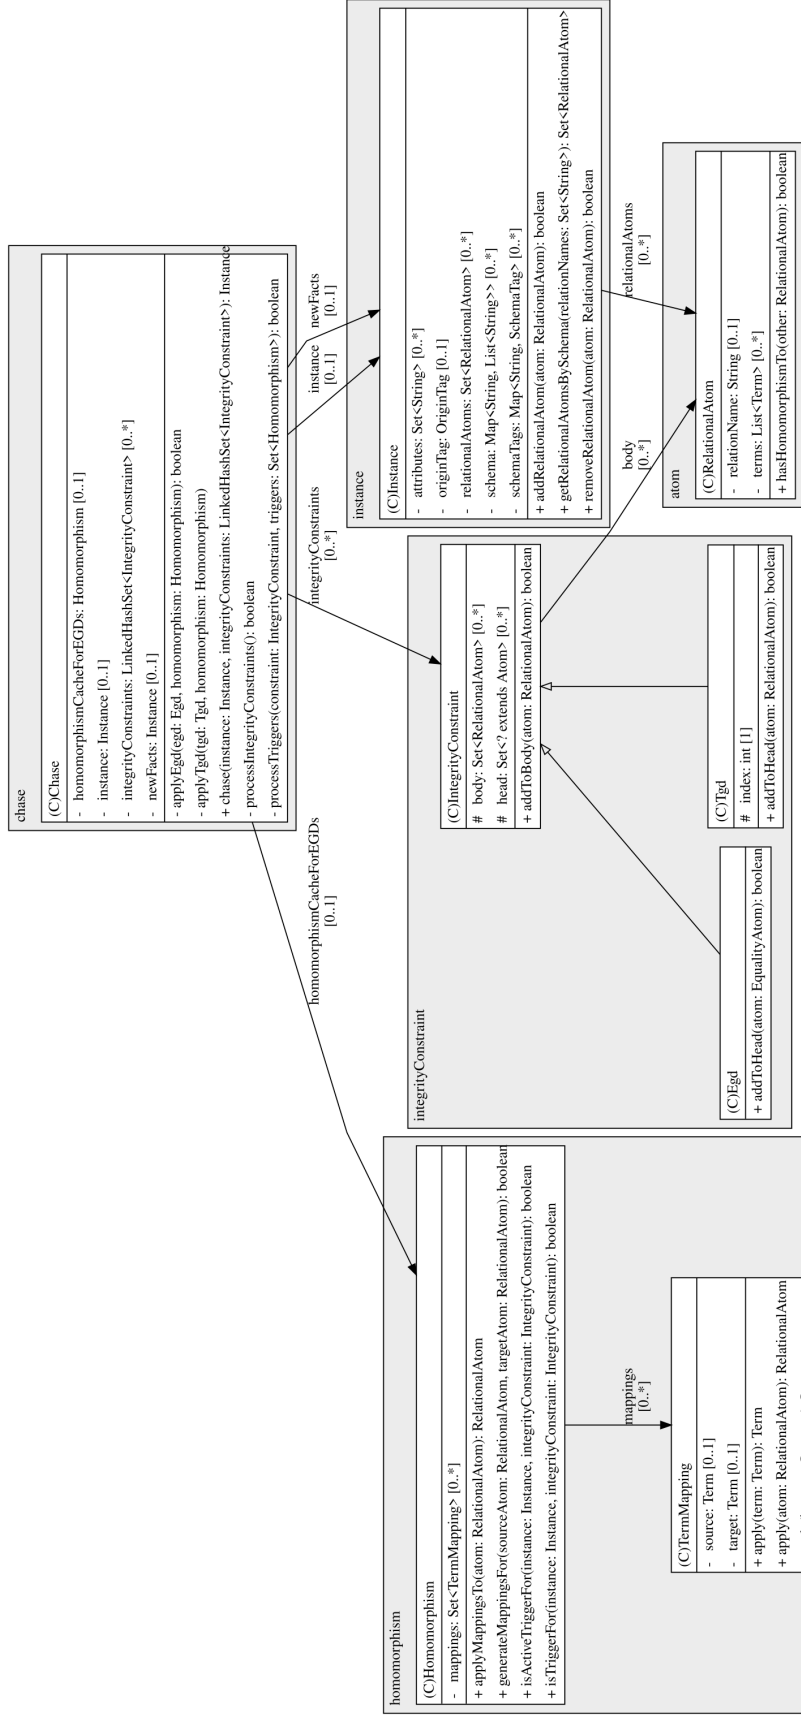 chase
(C)Chase
- homomorphismCacheForEGDs: Homomorphism [0..1]
- instance: Instance [0..1]
- integrityConstraints: LinkedHashSet<IntegrityConstraint> [0..*]
- newFacts: Instance [0..1]
- applyEgd(egd: Egd, homomorphism: Homomorphism): boolean
- applyTgd(tgd: Tgd, homomorphism: Homomorphism)
+ chase(instance: Instance, integrityConstraints: LinkedHashSet<IntegrityConstraint>): Instance
- processIntegrityConstraints(): boolean
- processTriggers(constraint: IntegrityConstraint, triggers: Set<Homomorphism>): boolean
homomorphismCacheForEGDs
[0..1]
integrityConstraints
[0..*]
instance
[0..1]
newFacts
[0..1]
homomorphism
(C)Homomorphism
- mappings: Set<TermMapping> [0..*]
+ applyMappingsTo(atom: RelationalAtom): RelationalAtom
+ generateMappingsFor(sourceAtom: RelationalAtom, targetAtom: RelationalAtom): boolean
+ isActiveTriggerFor(instance: Instance, integrityConstraint: IntegrityConstraint): boolean
+ isTriggerFor(instance: Instance, integrityConstraint: IntegrityConstraint): boolean
mappings
[0..*]
(C)TermMapping
- source: Term [0..1]
- target: Term [0..1]
+ apply(term: Term): Term
+ apply(atom: RelationalAtom): RelationalAtom
integrityConstraint
(C)IntegrityConstraint
# body: Set<RelationalAtom> [0..*]
# head: Set<? extends Atom> [0..*]
+ addToBody(atom: RelationalAtom): boolean
(C)Egd
+ addToHead(atom: EqualityAtom): boolean
(C)Tgd
# index: int [1]
+ addToHead(atom: RelationalAtom): boolean
instance
(C)Instance
- attributes: Set<String> [0..*]
- originTag: OriginTag [0..1]
- relationalAtoms: Set<RelationalAtom> [0..*]
- schema: Map<String, List<String>> [0..*]
- schemaTags: Map<String, SchemaTag> [0..*]
+ addRelationalAtom(atom: RelationalAtom): boolean
+ getRelationalAtomsBySchema(relationNames: Set<String>): Set<RelationalAtom>
+ removeRelationalAtom(atom: RelationalAtom): boolean
body
[0..*]
relationalAtoms
[0..*]
atom
(C)RelationalAtom
- relationName: String [0..1]
- terms: List<Term> [0..*]
+ hasHomomorphismTo(other: RelationalAtom): boolean